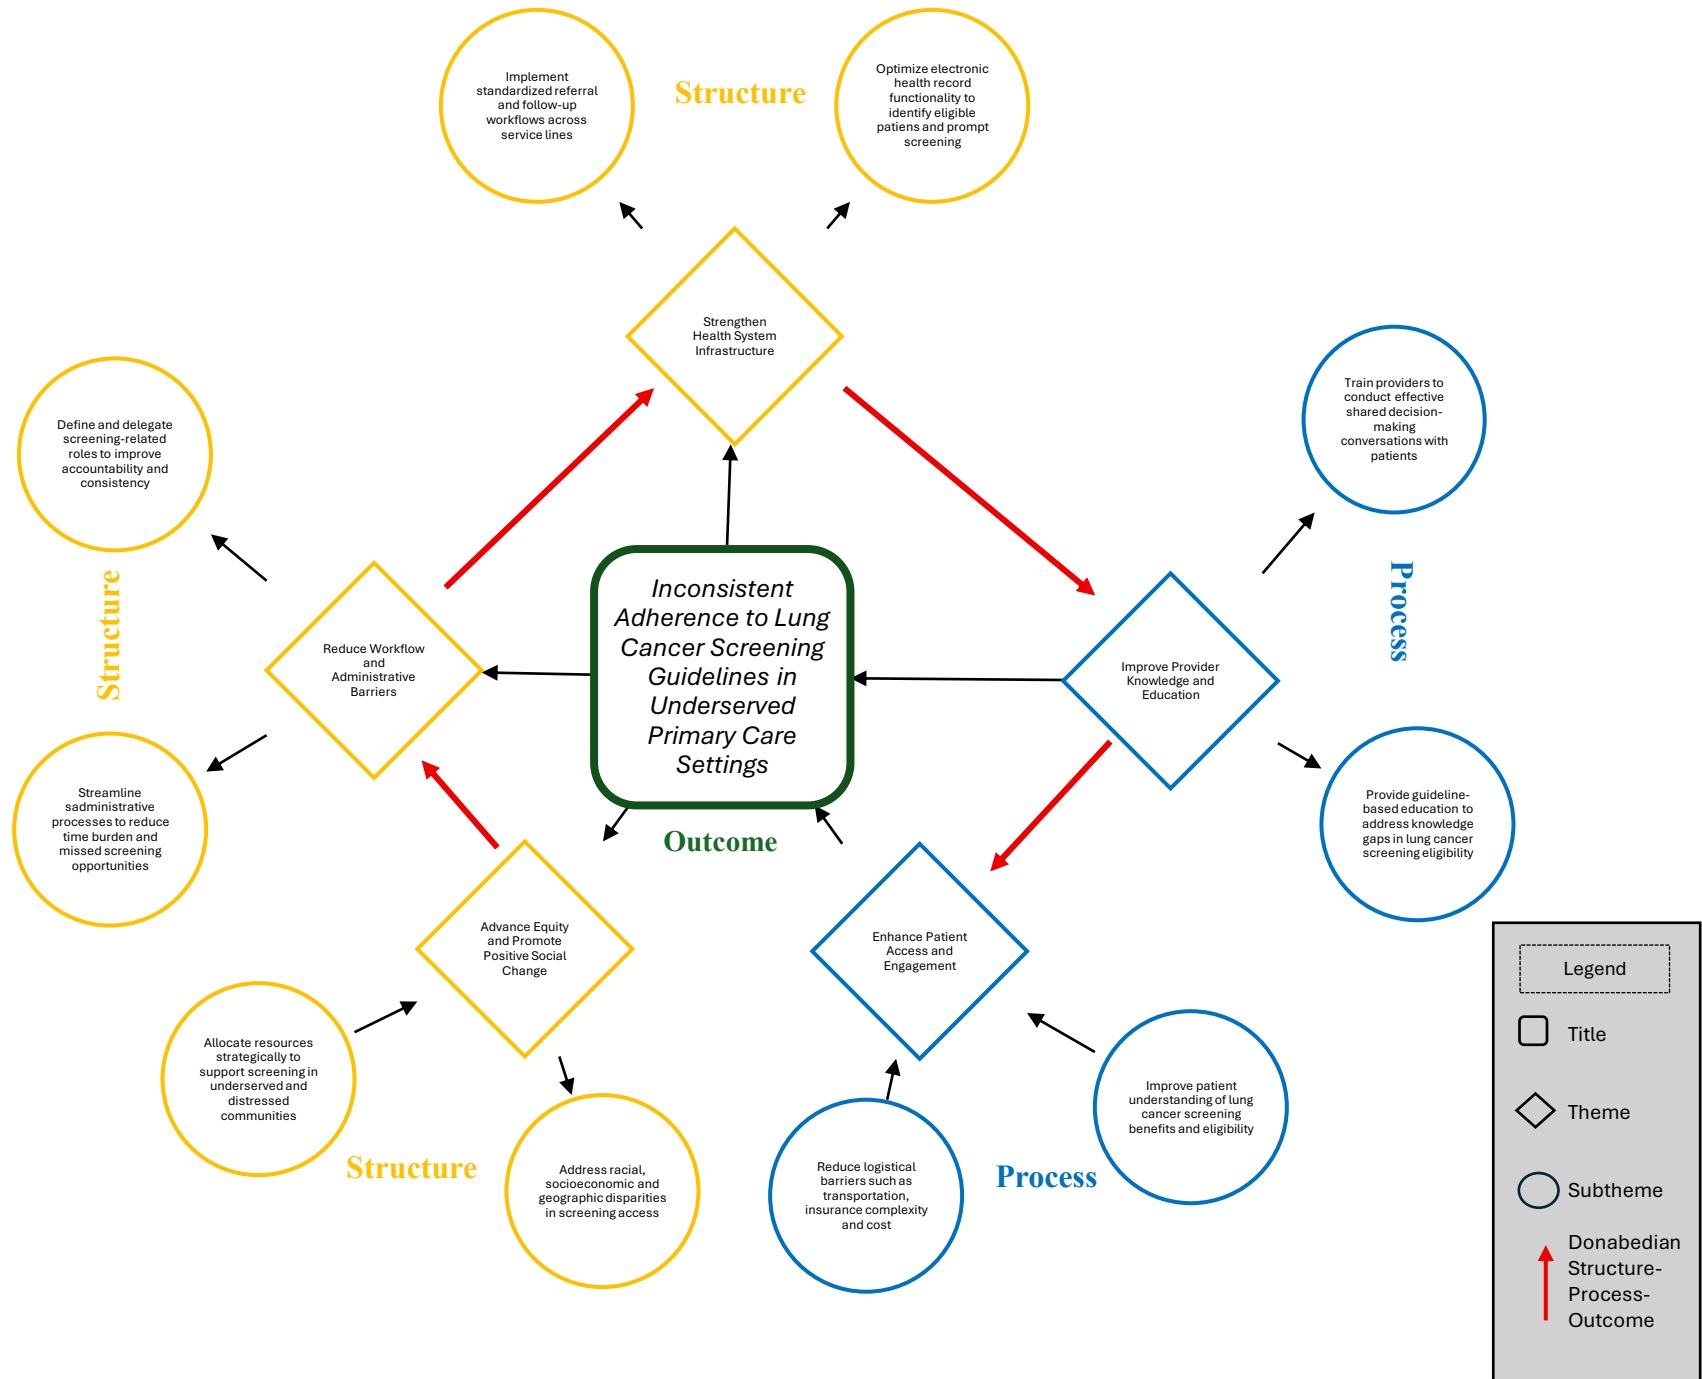 Implement
standardized referral
and follow-up
workflows across
service lines
Structure
Optimize electronic
health record
functionality to
identify eligible
patiens and prompt
screening
Strengthen
Health System
Infrastructure
Train providers to
conduct effective
shared decision-
making
conversations with
patients
Define and delegate
screening-related
roles to improve
accountability and
consistency
Structure
Process
Reduce Workflow
and
Administrative
Barriers
Inconsistent
Adherence to Lung
Cancer Screening
Guidelines in
Underserved
Primary Care
Settings
Improve Provider
Knowledge and
Education
Outcome
Streamline
sadministrative
processes to reduce
time burden and
missed screening
opportunities
Provide guideline-
based education to
address knowledge
gaps in lung cancer
screening eligibility
Advance Equity
and Promote
Positive Social
Change
Enhance Patient
Access and
Engagement
Allocate resources
strategically to
support screening in
underserved and
distressed
communities
Structure
Address racial,
socioeconomic and
geographic disparities
in screening access
Reduce logistical
barriers such as
transportation,
insurance complexity
and cost
Process
Improve patient
understanding of lung
cancer screening
benefits and eligibility
Legend
Title
Theme
Subtheme
Donabedian
Structure-
Process-
Outcome